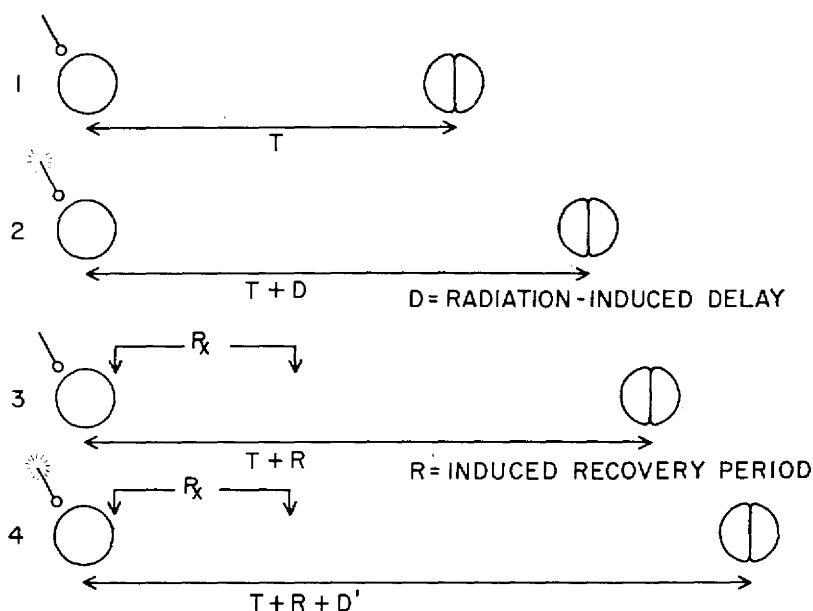 1
T
2
T + D
D = RADIATION-INDUCED DELAY
Rx
3
T + R
R = INDUCED RECOVERY PERIOD
Rx
4
T + R + D'